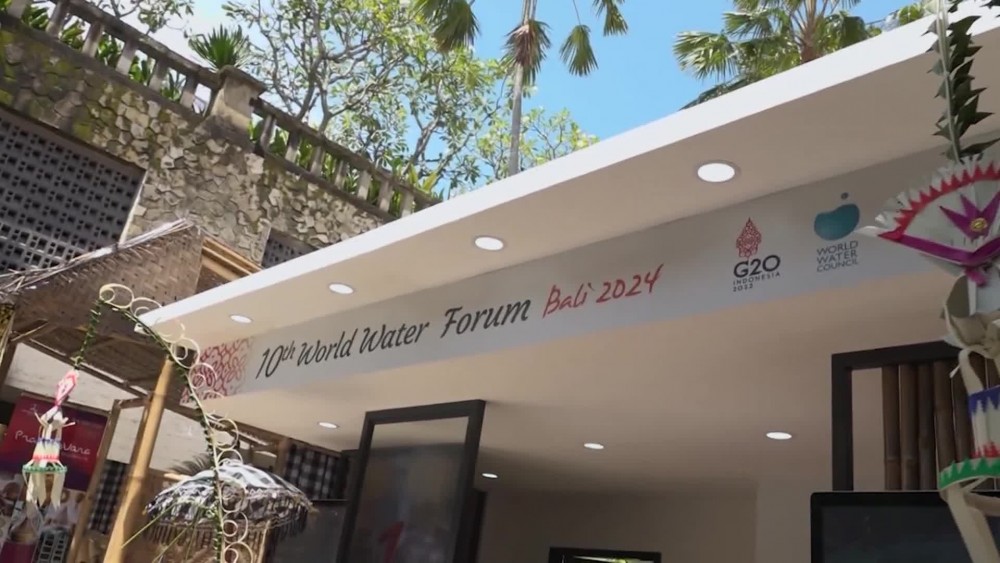 10th World Water Forum Bali 2024
G20
INDONESIA
2022
WORLD
WATER
COUNCIL